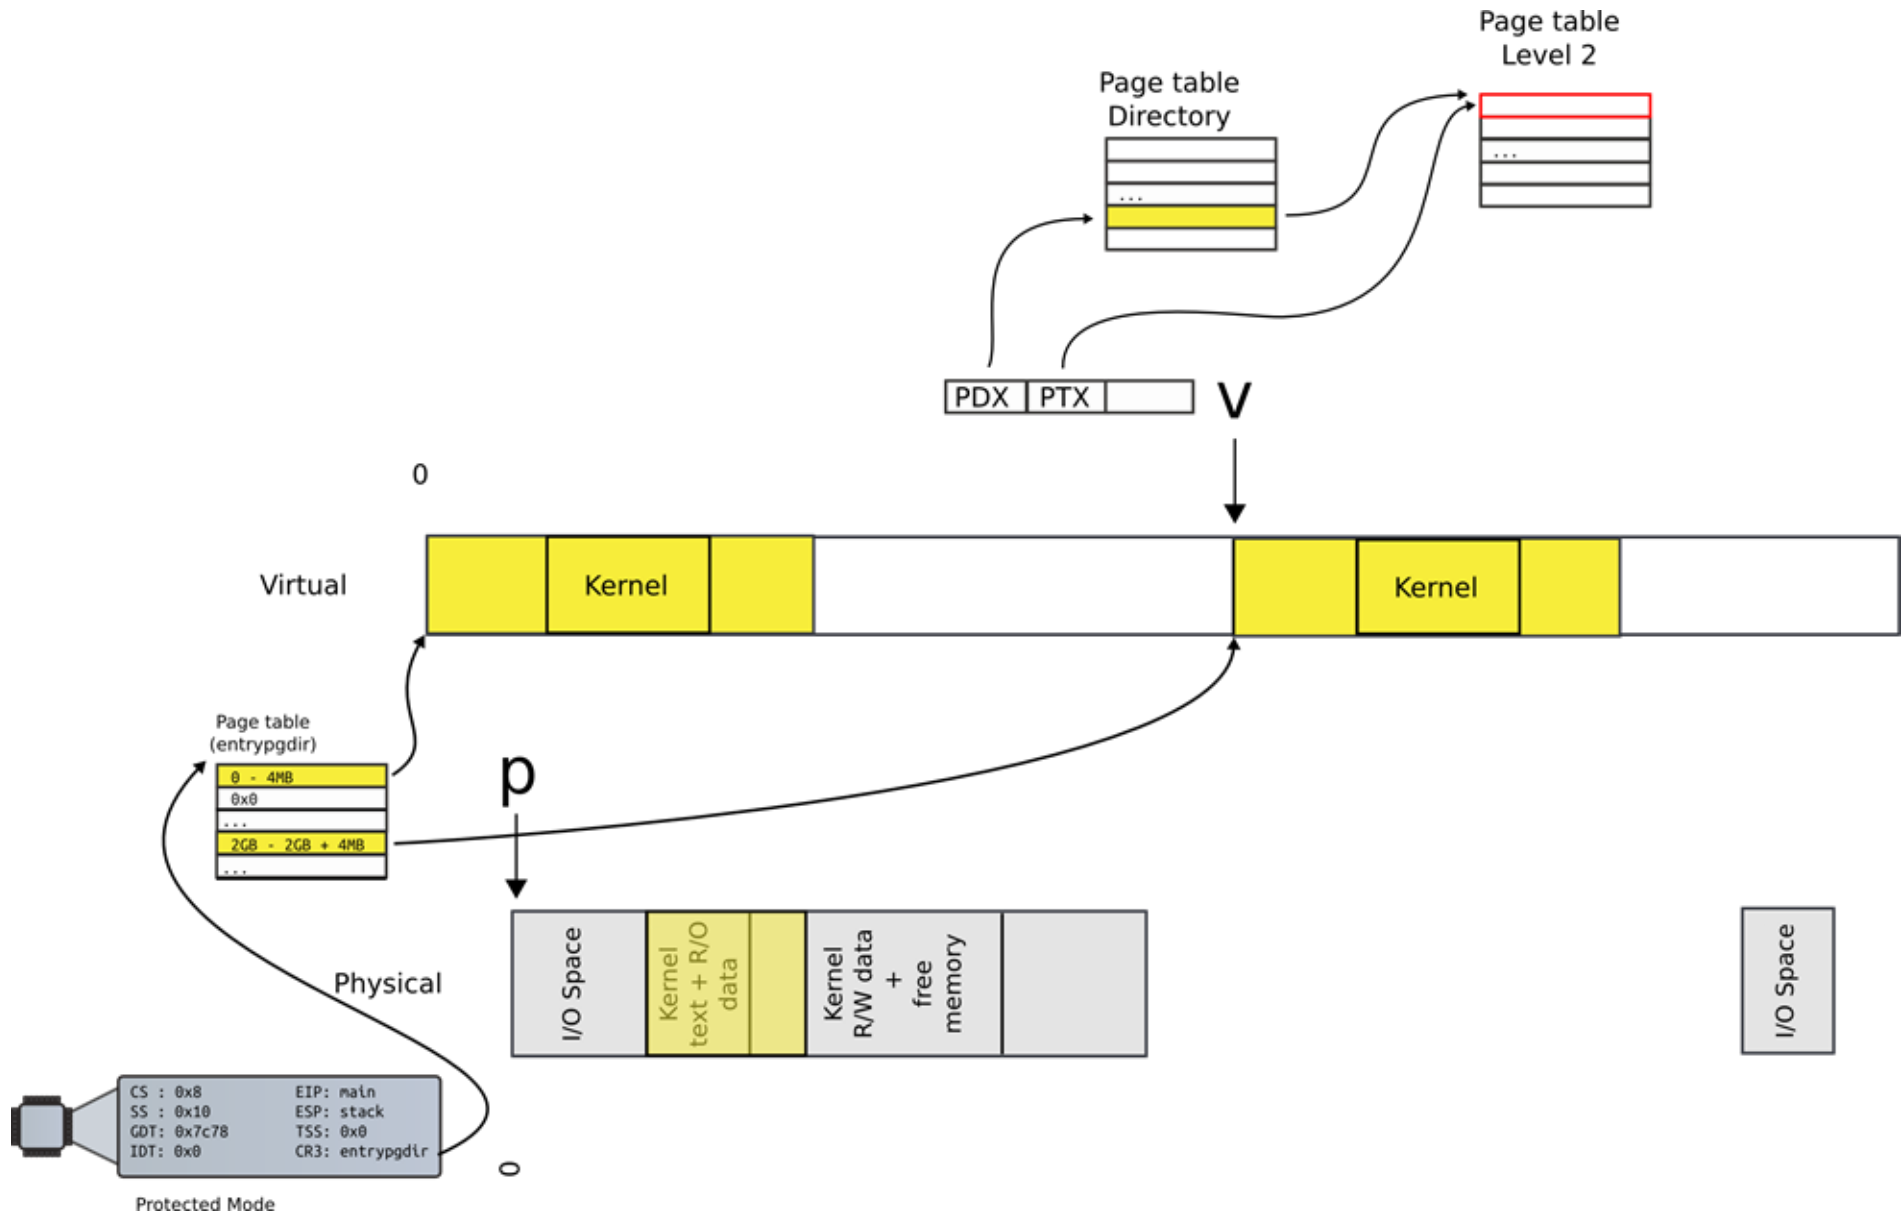 Page table
Level 2
Page table
Directory
...
...
PDX PTX
v
0
Virtual
Kernel
Kernel
Page table
(entrypgdir)
0 - 4MB
0x0
...
2GB - 2GB + 4MB
...
p
Physical
I/O Space
Kernel
text + R/O
data
Kernel
R/W data
+
free
memory
I/O Space
CS : 0x8 EIP: main
SS : 0x10 ESP: stack
GDT: 0x7c78 TSS: 0x0
IDT: 0x0 CR3: entrypgdir
0
Protected Mode